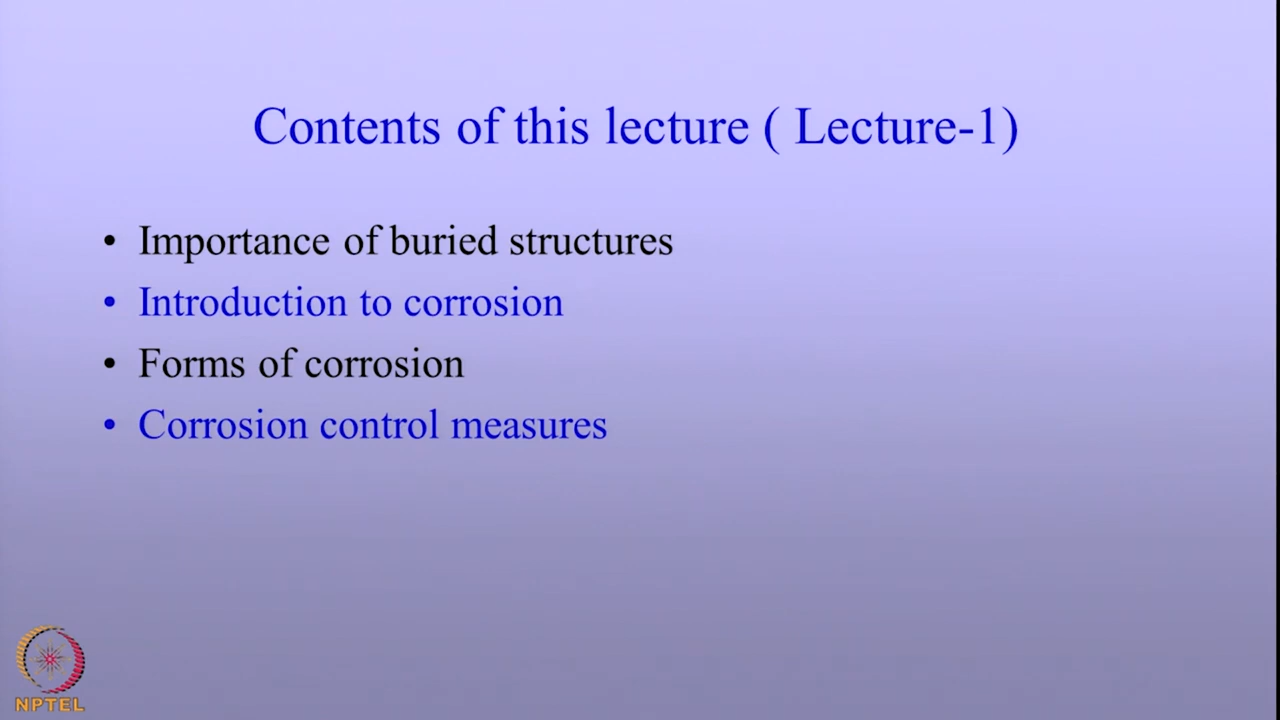 Contents of this lecture ( Lecture-1)
• Importance of buried structures
• Introduction to corrosion
• Forms of corrosion
• Corrosion control measures
NPTEL